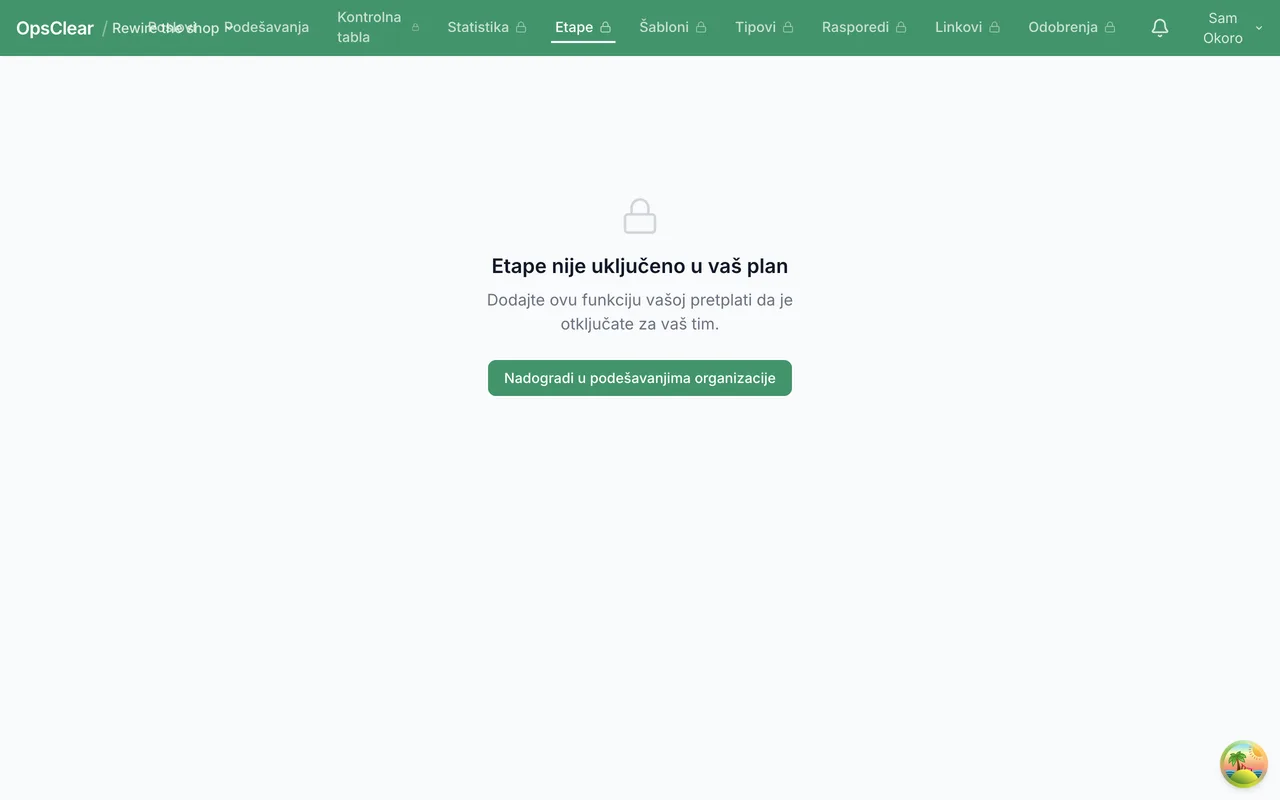 OpsClear / Rewire the shop
Poslovi
Podešavanja
Kontrolna
tabla
Statistika
Etape
Šabloni
Tipovi
Rasporedi
Linkovi
Odobrenja
Sam
Okoro
Etape nije uključeno u vaš plan
Dodajte ovu funkciju vašoj pretplati da je
otključate za vaš tim.
Nadogradi u podešavanjima organizacije